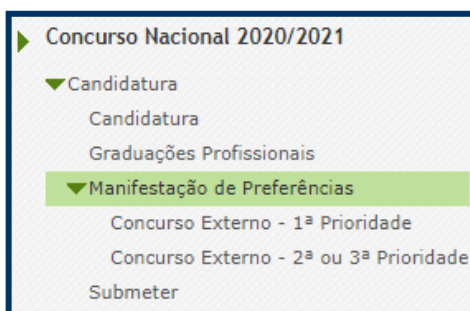 Concurso Nacional 2020/2021
Candidatura
Candidatura
Graduações Profissionais
Manifestação de Preferências
Concurso Externo - 1ª Prioridade
Concurso Externo - 2ª ou 3ª Prioridade
Submeter